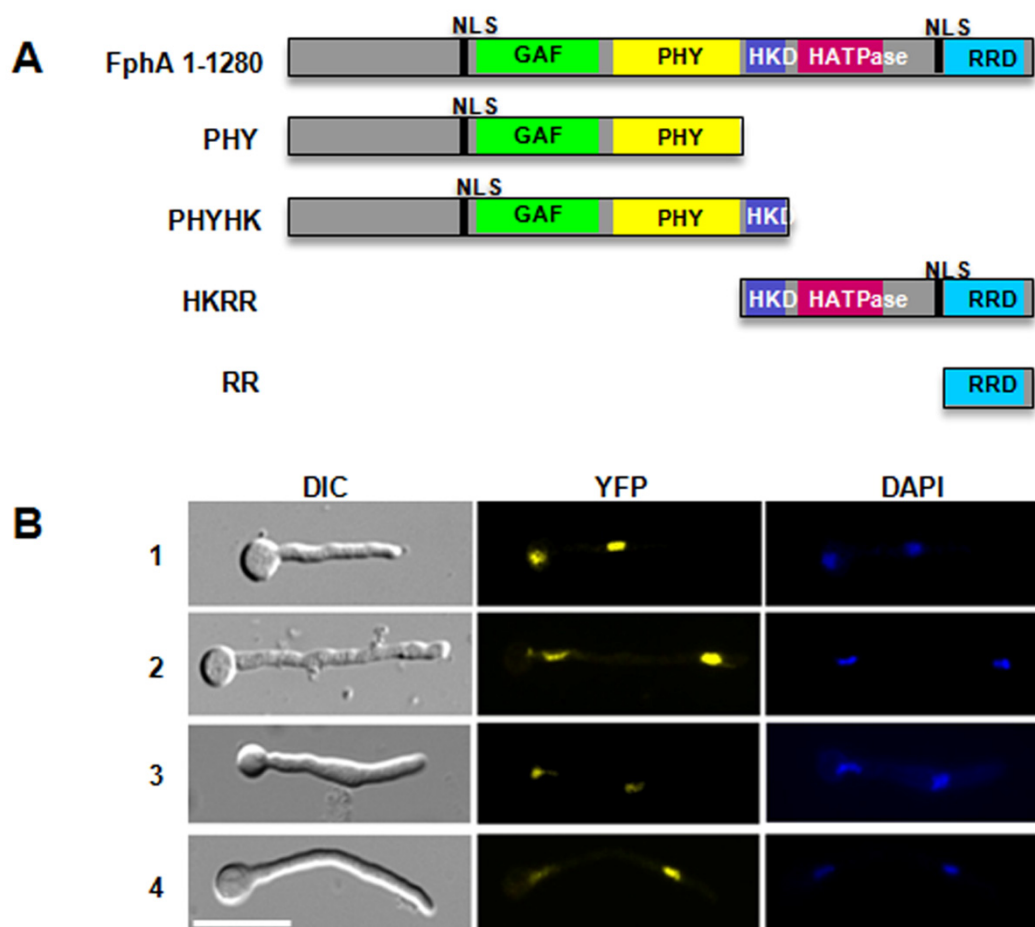 A
NLS NLS
FphA 1-1280 GAF PHY HKD HATPase RRD
NLS
PHY GAF PHY
NLS
PHYHK GAF PHY HKD
NLS
HKRR HKD HATPase RRD
RR RRD
DIC YFP DAPI
B
1
2
3
4